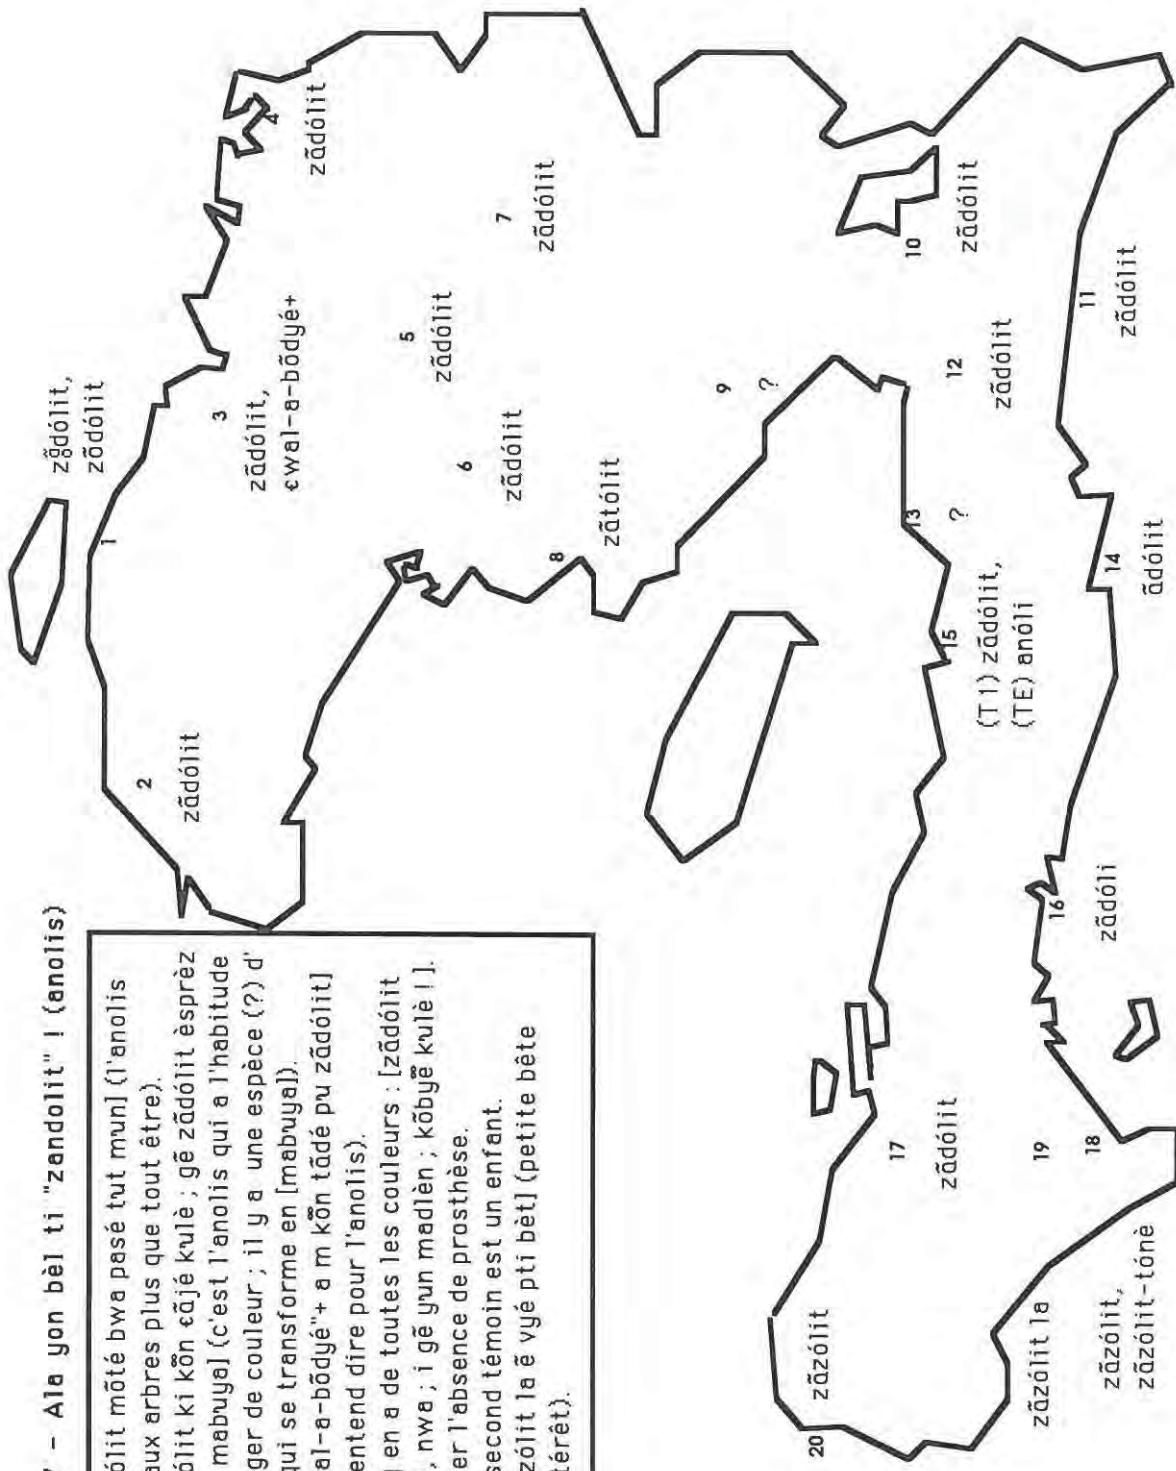 - Ala yon bèl ti "zandolit" ! (anolis)
ólit mõté bwa pasé tut mun] (l'anolis
aux arbres plus que tout être).
ólit ki kõn ɛãjé kulè ; gẽ zãdólit èsprèz
mabuya] (c'est l'anolis qui a l'habitude
ger de couleur ; il y a une espèce (?) d'
qui se transforme en [mabuya]).
al-a-bõdyé"+ a m kõn tãdé pu zãdólit]
entend dire pour l'anolis).
en a de toutes les couleurs : [zãdólit
, nwa ; i gẽ yun madlèn ; kõbyẽ kulè !].
er l'absence de prosthèse.
second témoin est un enfant.
zólit la ẽ vyé pti bèt] (petite bête
térêt).
1
zãdólit,
zãdólit
2
zãdólit
3
zãdólit,
ɛwal-a-bõdyé+
4
zãdólit
5
zãdólit
6
zãdólit
7
zãdólit
8
zãtólit
9
?
10
zãdólit
11
zãdólit
12
zãdólit
13
?
14
ãdólit
15
(T1) zãdólit,
(TE) anóli
16
zãdóli
17
zãdólit
18
zãzólit,
zãzólit-tónè
19
zãzólit la
20
zãzólit